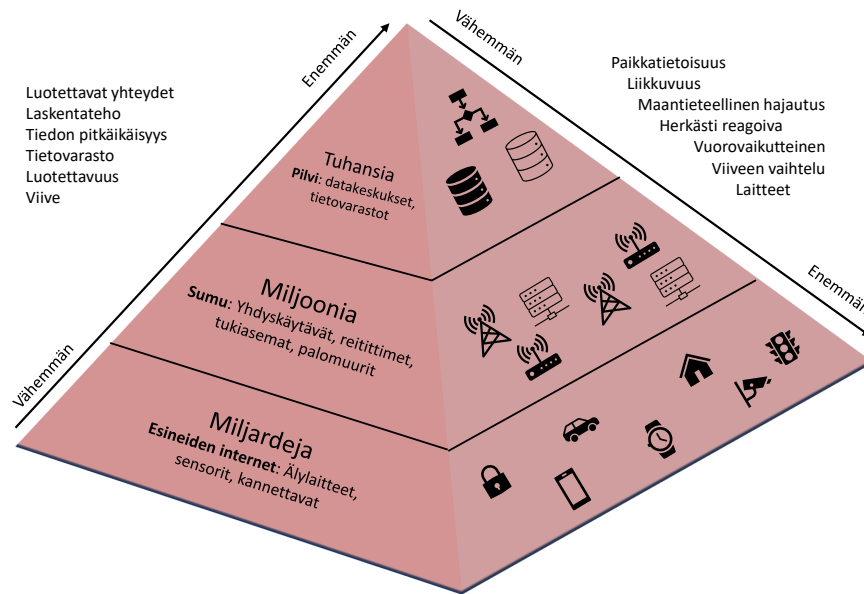 Enemmän
Vähemmän
Luotettavat yhteydet
Laskentateho
Tiedon pitkäikäisyys
Tietovarasto
Luotettavuus
Viive
Paikkatietoisuus
Liikkuvuus
Maantieteellinen hajautus
Herkästi reagoiva
Vuorovaikutteinen
Viiveen vaihtelu
Laitteet
Tuhansia
Pilvi: datakeskukset,
tietovarastot
Miljoonia
Sumu: Yhdyskäytävät, reitittimet,
tukiasemat, palomuurit
Enemmän
Vähemmän
Miljardeja
Esineiden internet: Älylaitteet,
sensorit, kannettavat